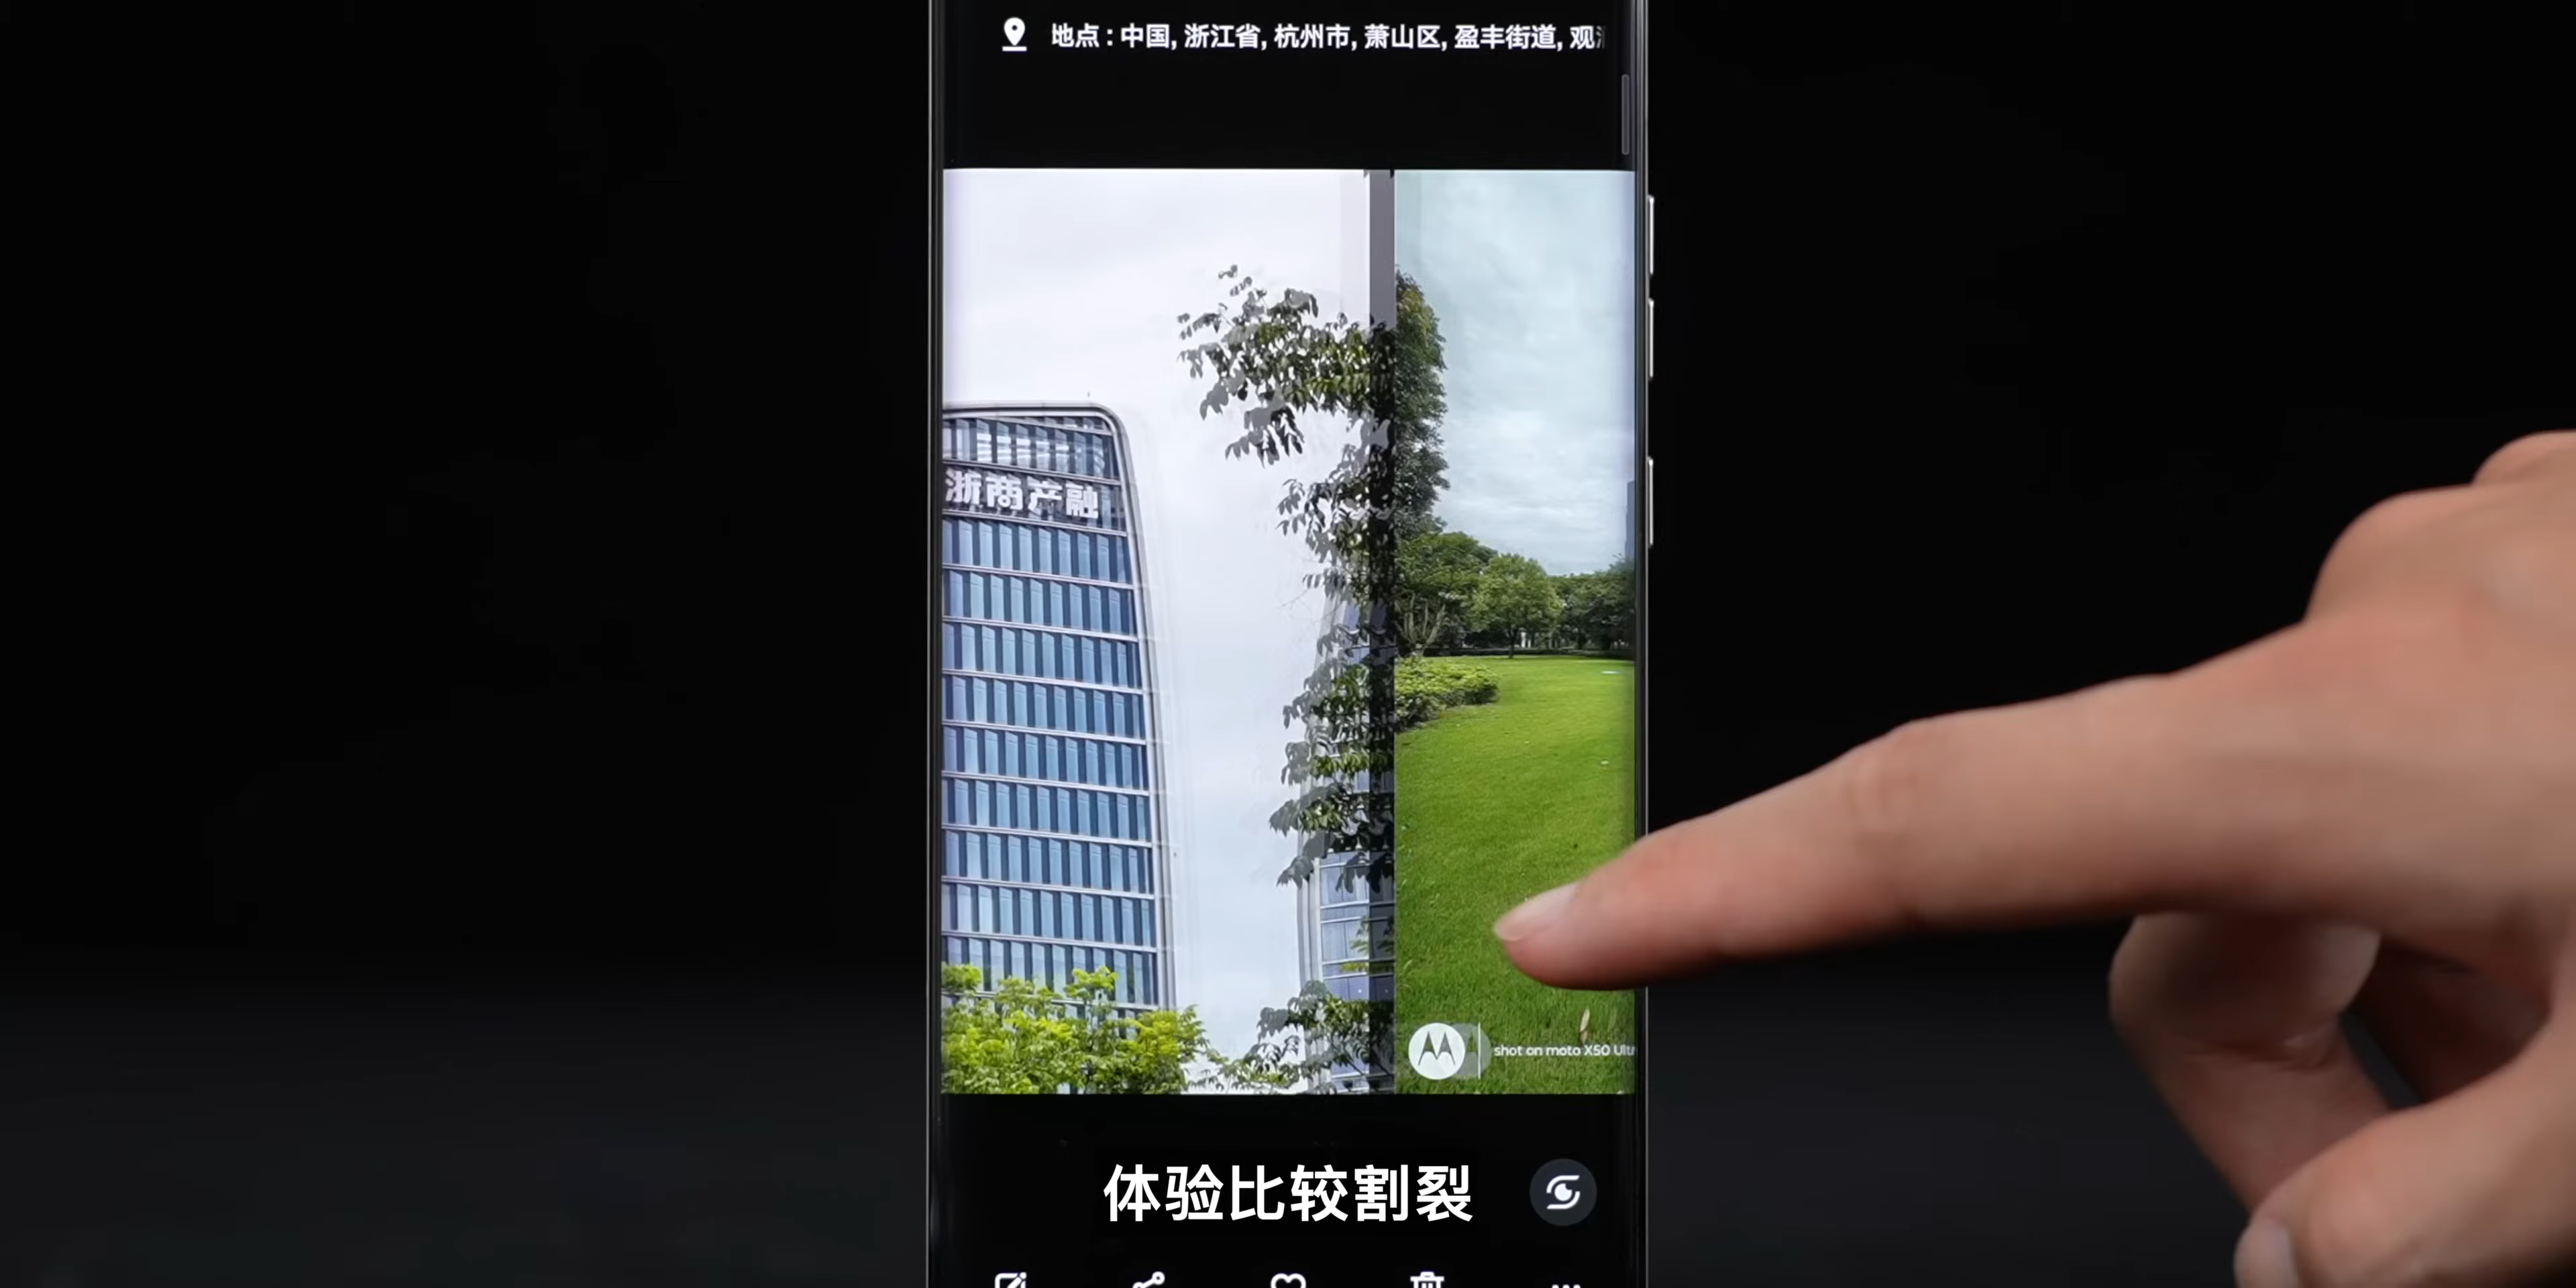 地点 : 中国, 浙江省, 杭州市, 萧山区, 盈丰街道, 观
浙商产融
shot on moto X50 Ult
体验比较割裂